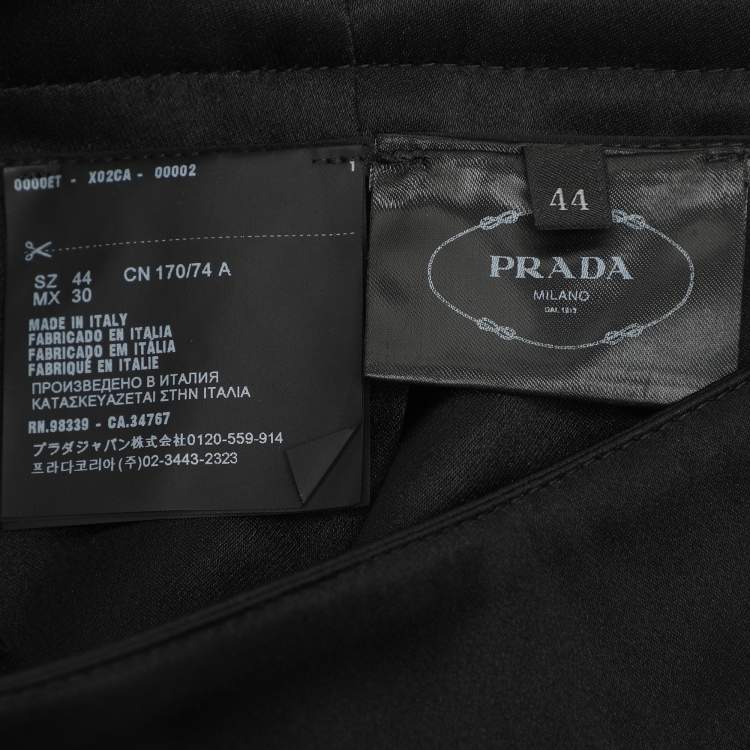 0000ET - X02CA - 00002
1
SZ 44 CN 170/74 A
MX 30
MADE IN ITALY
FABRICADO EN ITALIA
FABRICADO EM ITÁLIA
FABRIQUÉ EN ITALIE
ПРОИЗВЕДЕНО В ИТАЛИЯ
ΚΑΤΑΣΚΕΥΑΖΕΤΑΙ ΣΤΗΝ ΙΤΑΛΙΑ
RN.98339 - CA.34767
プラダジャパン株式会社0120-559-914
프라다코리아 (주)02-3443-2323
44
PRADA
MILANO
DAL 1913